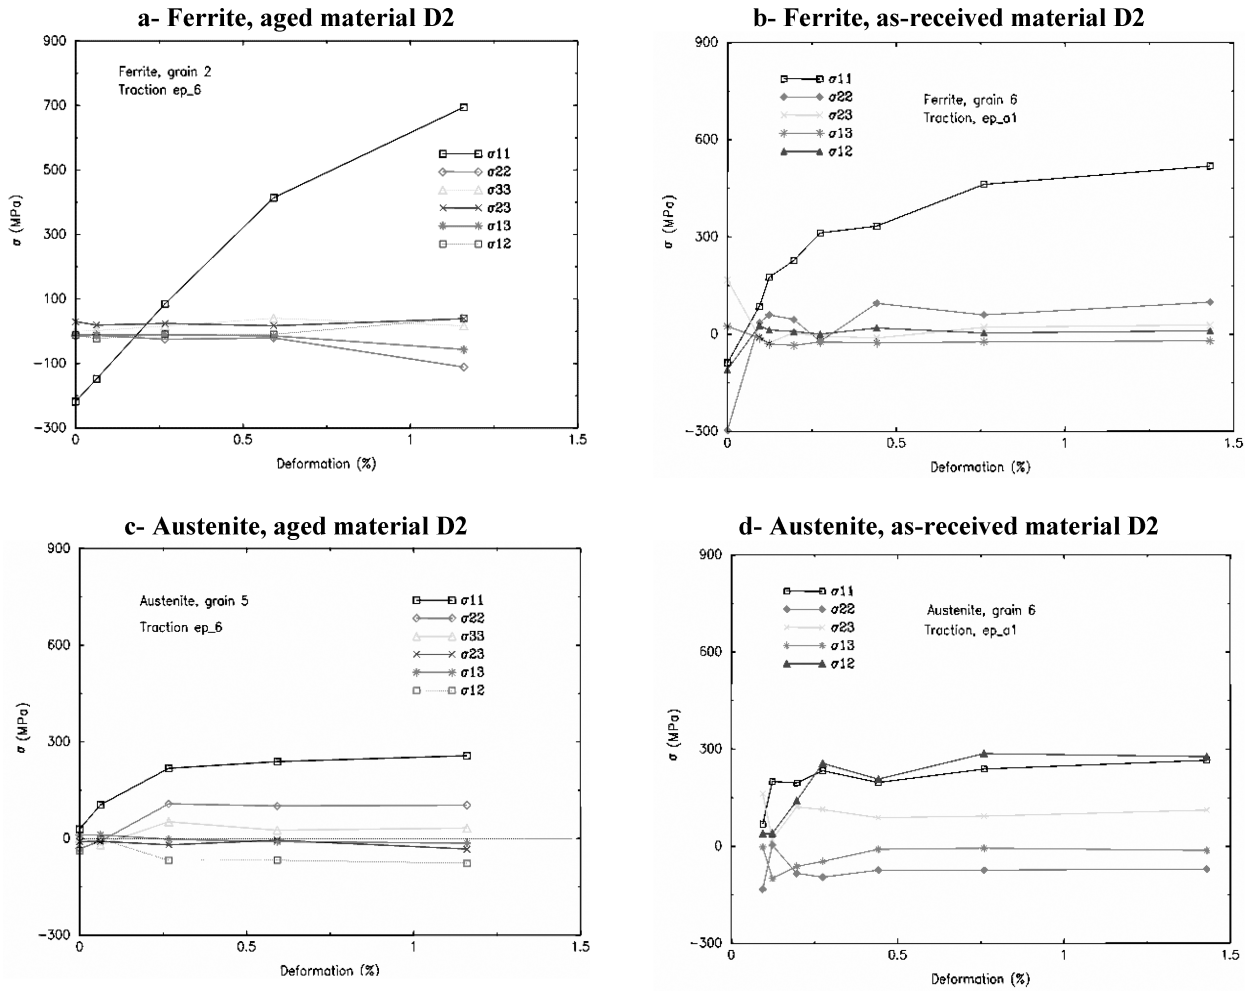 a- Ferrite, aged material D2
900
700
500
300
100
−100
−300
σ (MPa)
0
0.5
1
1.5
Deformation (%)
Ferrite, grain 2
Traction ep_6
σ11
σ22
σ33
σ23
σ13
σ12
b- Ferrite, as-received material D2
900
600
300
0
−300
σ (MPa)
0
0.5
1
1.5
Deformation (%)
σ11
σ22
σ23
σ13
σ12
Ferrite, grain 6
Traction, ep_a1
c- Austenite, aged material D2
900
600
300
0
−300
σ (MPa)
0
0.5
1
1.5
Deformation (%)
Austenite, grain 5
Traction ep_6
σ11
σ22
σ33
σ23
σ13
σ12
d- Austenite, as-received material D2
900
600
300
0
−300
σ (MPa)
0
0.5
1
1.5
Deformation (%)
σ11
σ22
σ23
σ13
σ12
Austenite, grain 6
Traction, ep_a1